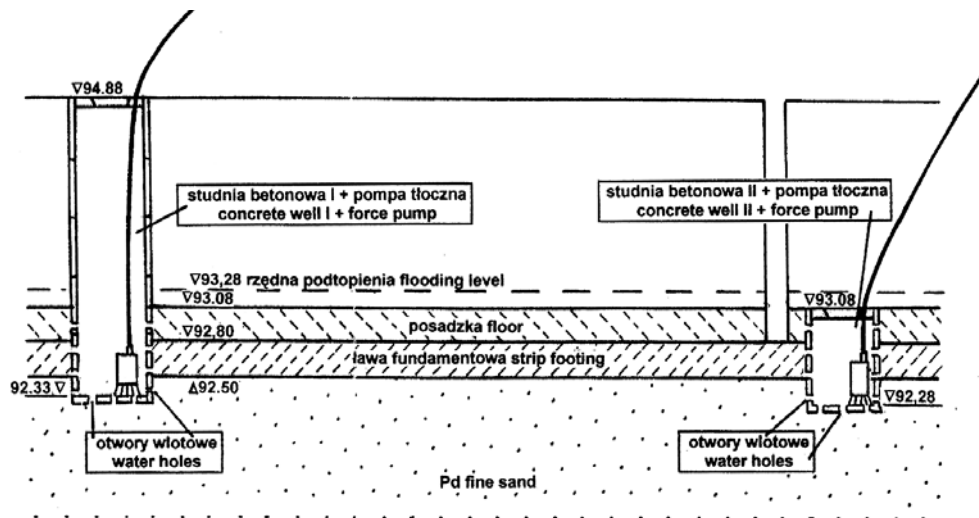 ▽94.88
studnia betonowa I + pompa tłoczna
concrete well I + force pump
studnia betonowa II + pompa tłoczna
concrete well II + force pump
▽93,28 rzędna podtopienia flooding level
▽93.08
▽93.08
posadzka floor
▽92,80
ława fundamentowa strip footing
92.33 ▽
△92.50
▽92,28
otwory wlotowe
water holes
otwory wlotowe
water holes
Pd fine sand